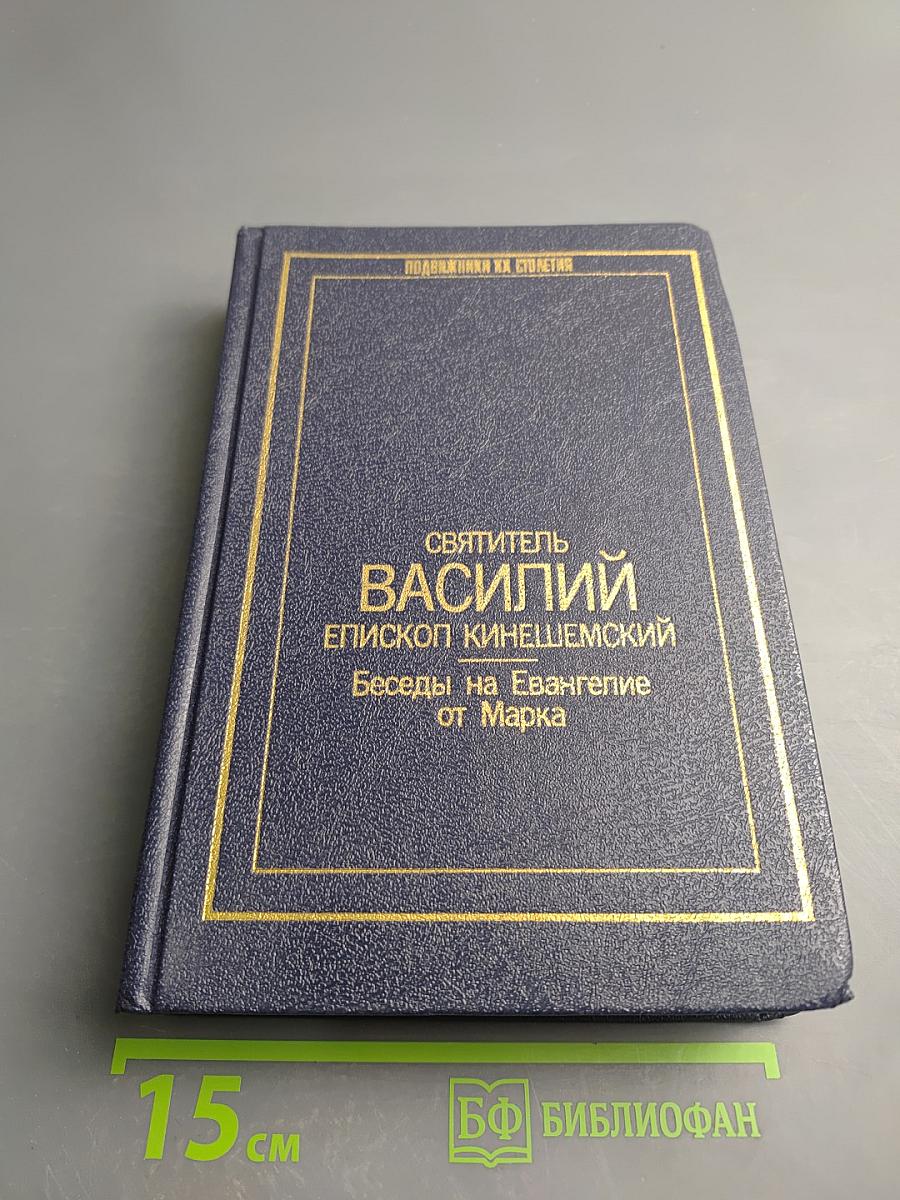 ПОДВИЖНИКИ XX СТОЛЕТИЯ
СВЯТИТЕЛЬ
ВАСИЛИЙ
ЕПИСКОП КИНЕШЕМСКИЙ
Беседы на Евангелие
от Марка
15 см
БФ БИБЛИОФАН